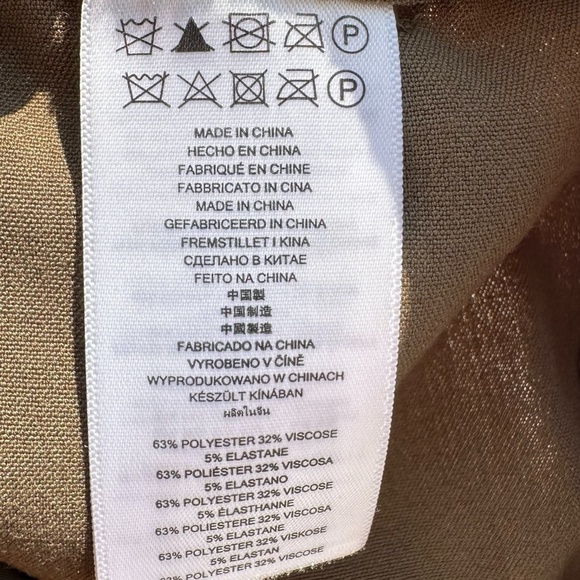 P
P
MADE IN CHINA
HECHO EN CHINA
FABRIQUÉ EN CHINE
FABBRICATO IN CINA
MADE IN CHINA
GEFABRICEERD IN CHINA
FREMSTILLET I KINA
СДЕЛАНО В КИТАЕ
FEITO NA CHINA
中国製
中国制造
中國製造
FABRICADO NA CHINA
VYROBENO V ČÍNĚ
WYPRODUKOWANO W CHINACH
KÉSZÜLT KÍNÁBAN
ผลิตในจีน
63% POLYESTER 32% VISCOSE
5% ELASTANE
63% POLIÉSTER 32% VISCOSA
5% ELASTANO
63% POLYESTER 32% VISCOSE
5% ÉLASTHANNE
63% POLIESTERE 32% VISCOSA
5% ELASTANE
63% POLYESTER 32% VISKOSE
5% ELASTAN
63% POLYESTER 32% VISCOSE